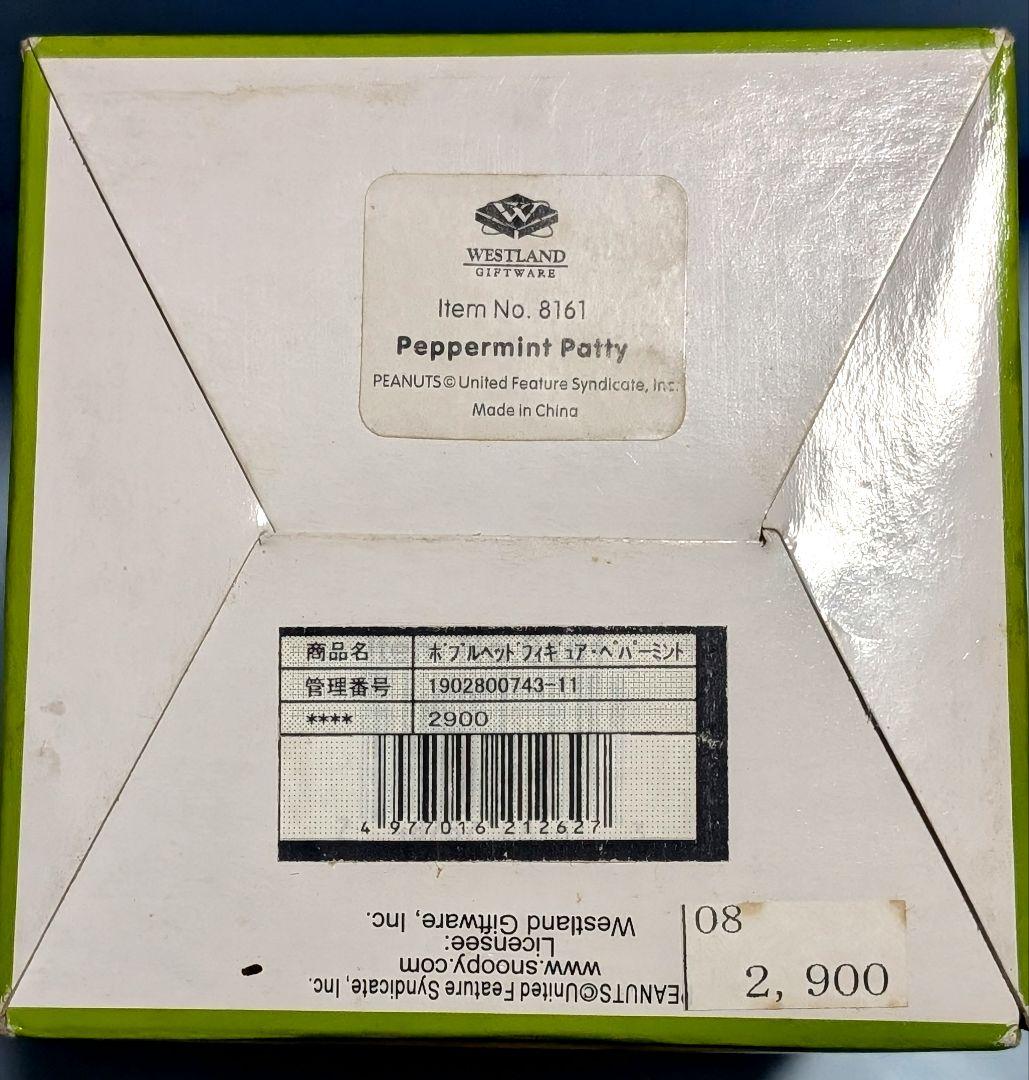 W
WESTLAND
GIFTWARE
Item No. 8161
Peppermint Patty
PEANUTS©United Feature Syndicate, Inc.
Made in China
商品名 ボブルヘッドフィギュア・ペパーミント
管理番号 1902800743-11
**** 2900
4 977016 212627
08
2,900
PEANUTS©United Feature Syndicate, Inc.
www.snoopy.com
Licensee:
Westland Giftware, Inc.